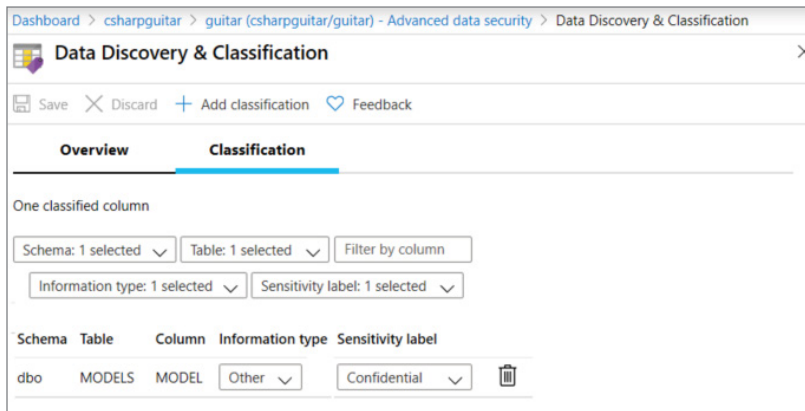 Dashboard > csharpguitar > guitar (csharpguitar/guitar) - Advanced data security > Data Discovery & Classification
Data Discovery & Classification
Save Discard Add classification Feedback
Overview Classification
One classified column
Schema: 1 selected Table: 1 selected Filter by column
Information type: 1 selected Sensitivity label: 1 selected
Schema Table Column Information type Sensitivity label
dbo MODELS MODEL Other Confidential